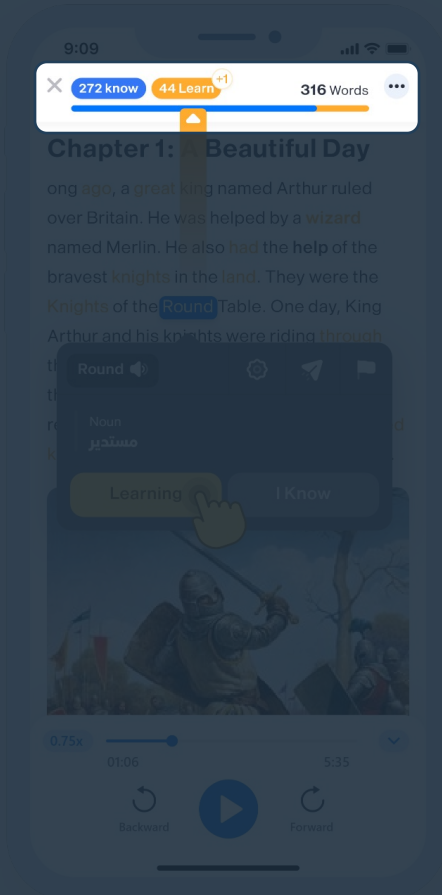 9:09
272 know 44 Learn +1 316 Words
Chapter 1: A Beautiful Day
ong ago, a great king named Arthur ruled
over Britain. He was helped by a wizard
named Merlin. He also had the help of the
bravest knights in the land. They were the
Knights of the Round Table. One day, King
Arthur and his knights were riding through
Round
Noun
مستدير
Learning I Know
0.75x
01:06 5:35
Backward Forward